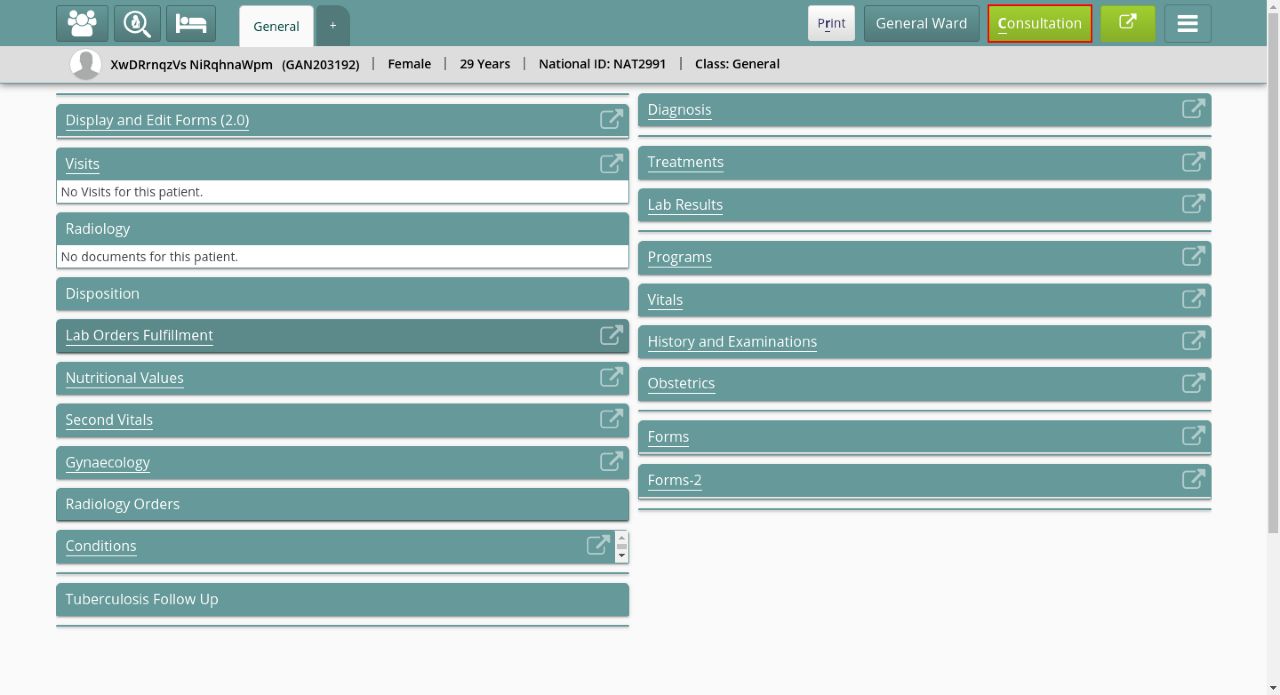 General
+
Print
General Ward
Consultation
XwDRrnqzVs NiRqhnaWpm (GAN203192) | Female | 29 Years | National ID: NAT2991 | Class: General
Display and Edit Forms (2.0)
Visits
No Visits for this patient.
Radiology
No documents for this patient.
Disposition
Lab Orders Fulfillment
Nutritional Values
Second Vitals
Gynaecology
Radiology Orders
Conditions
Tuberculosis Follow Up
Diagnosis
Treatments
Lab Results
Programs
Vitals
History and Examinations
Obstetrics
Forms
Forms-2